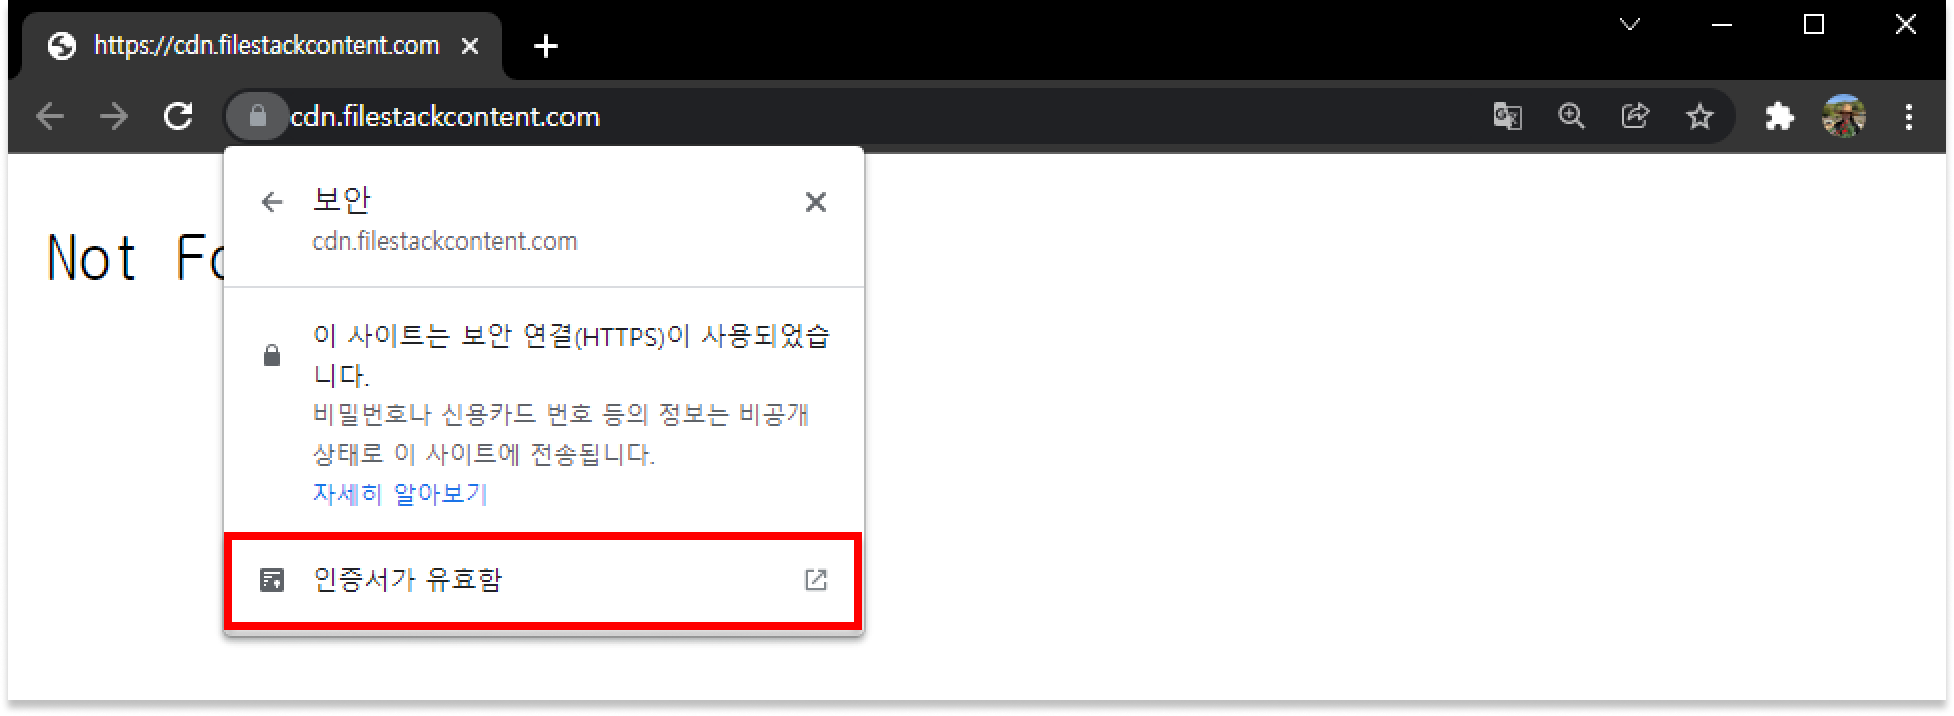 https://cdn.filestackcontent.com
cdn.filestackcontent.com
보안
cdn.filestackcontent.com
Not Fo
이 사이트는 보안 연결(HTTPS)이 사용되었습
니다.
비밀번호나 신용카드 번호 등의 정보는 비공개
상태로 이 사이트에 전송됩니다.
자세히 알아보기
인증서가 유효함